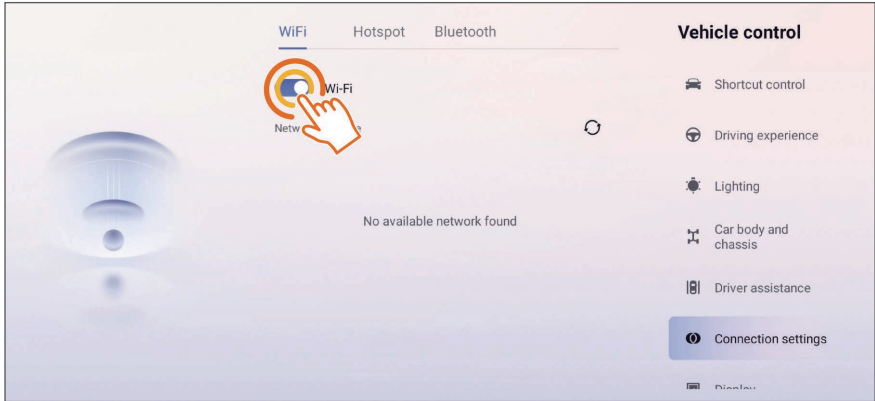 WiFi Hotspot Bluetooth
Wi-Fi
No available network found
Vehicle control
Shortcut control
Driving experience
Lighting
Car body and
chassis
Driver assistance
Connection settings
Display